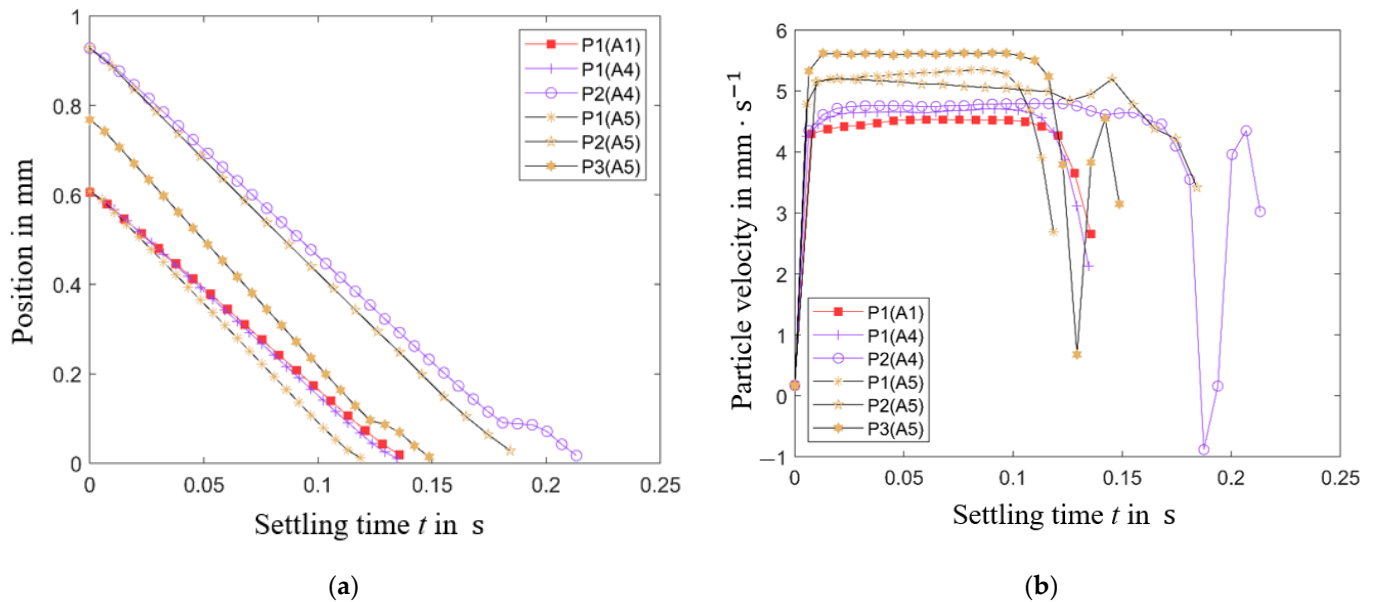 1
0.8
0.6
0.4
0.2
0
Position in mm
0
0.05
0.1
0.15
0.2
0.25
Settling time t in s
P1(A1)
P1(A4)
P2(A4)
P1(A5)
P2(A5)
P3(A5)
(a)
6
5
4
3
2
1
0
−1
Particle velocity in mm · s⁻¹
0
0.05
0.1
0.15
0.2
0.25
Settling time t in s
P1(A1)
P1(A4)
P2(A4)
P1(A5)
P2(A5)
P3(A5)
(b)